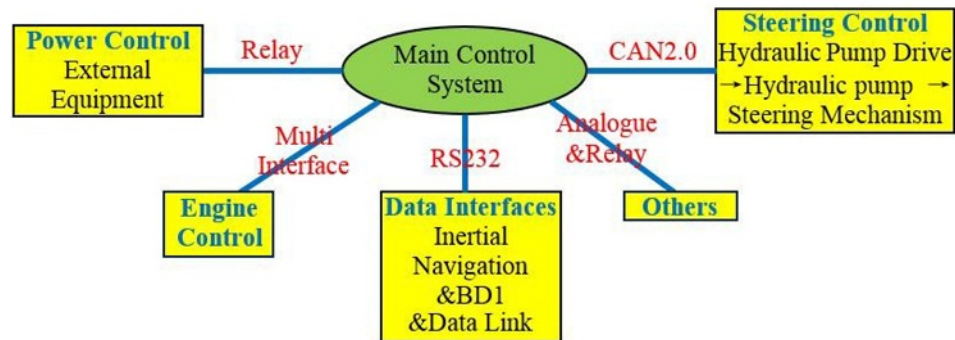 Power Control
External
Equipment
Relay
Main Control
System
CAN2.0
Steering Control
Hydraulic Pump Drive
→Hydraulic pump →
Steering Mechanism
Multi
Interface
RS232
Analogue
&Relay
Engine
Control
Data Interfaces
Inertial
Navigation
&BD1
&Data Link
Others